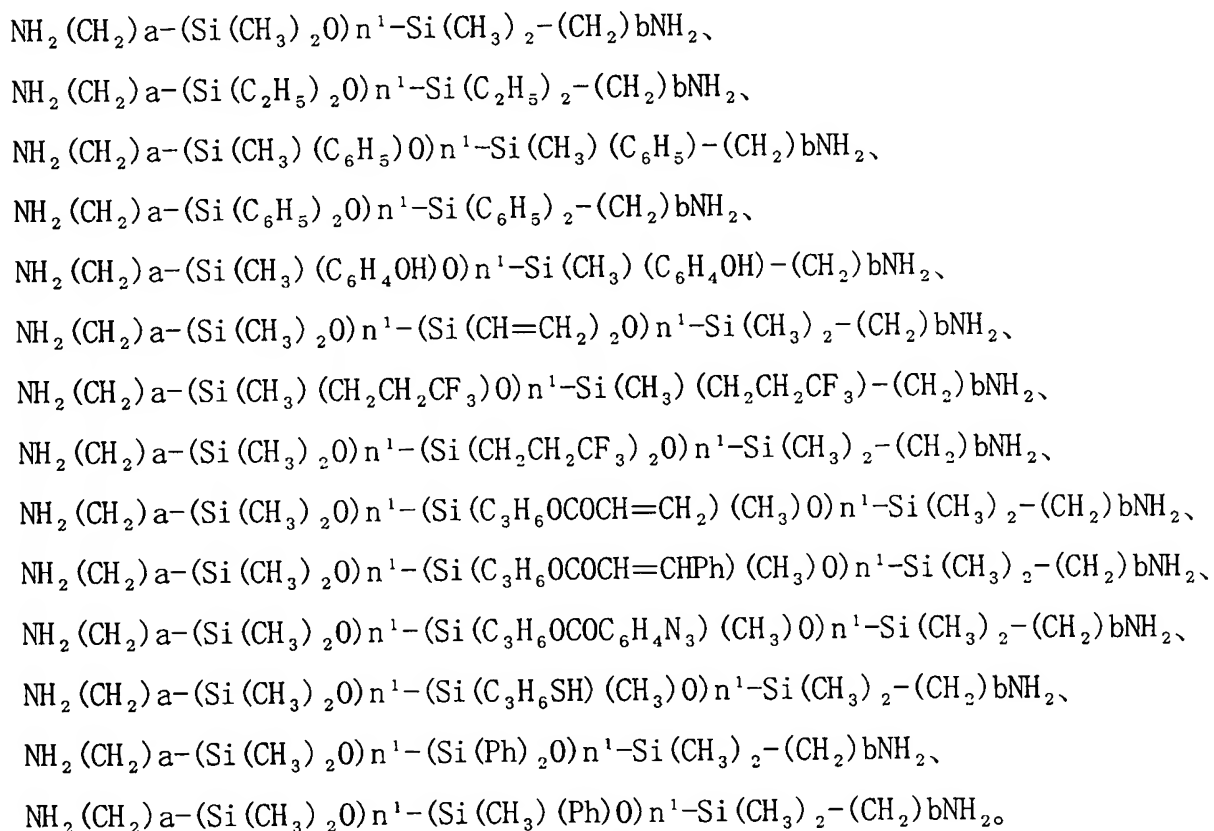 NH₂(CH₂)a-(Si(CH₃)₂O)n¹-Si(CH₃)₂-(CH₂)bNH₂、
NH₂(CH₂)a-(Si(C₂H₅)₂O)n¹-Si(C₂H₅)₂-(CH₂)bNH₂、
NH₂(CH₂)a-(Si(CH₃)(C₆H₅)O)n¹-Si(CH₃)(C₆H₅)-(CH₂)bNH₂、
NH₂(CH₂)a-(Si(C₆H₅)₂O)n¹-Si(C₆H₅)₂-(CH₂)bNH₂、
NH₂(CH₂)a-(Si(CH₃)(C₆H₄OH)O)n¹-Si(CH₃)(C₆H₄OH)-(CH₂)bNH₂、
NH₂(CH₂)a-(Si(CH₃)₂O)n¹-(Si(CH=CH₂)₂O)n¹-Si(CH₃)₂-(CH₂)bNH₂、
NH₂(CH₂)a-(Si(CH₃)(CH₂CH₂CF₃)O)n¹-Si(CH₃)(CH₂CH₂CF₃)-(CH₂)bNH₂、
NH₂(CH₂)a-(Si(CH₃)₂O)n¹-(Si(CH₂CH₂CF₃)₂O)n¹-Si(CH₃)₂-(CH₂)bNH₂、
NH₂(CH₂)a-(Si(CH₃)₂O)n¹-(Si(C₃H₆OCOCH=CH₂)(CH₃)O)n¹-Si(CH₃)₂-(CH₂)bNH₂、
NH₂(CH₂)a-(Si(CH₃)₂O)n¹-(Si(C₃H₆OCOCH=CHPh)(CH₃)O)n¹-Si(CH₃)₂-(CH₂)bNH₂、
NH₂(CH₂)a-(Si(CH₃)₂O)n¹-(Si(C₃H₆OCOC₆H₄N₃)(CH₃)O)n¹-Si(CH₃)₂-(CH₂)bNH₂、
NH₂(CH₂)a-(Si(CH₃)₂O)n¹-(Si(C₃H₆SH)(CH₃)O)n¹-Si(CH₃)₂-(CH₂)bNH₂、
NH₂(CH₂)a-(Si(CH₃)₂O)n¹-(Si(Ph)₂O)n¹-Si(CH₃)₂-(CH₂)bNH₂、
NH₂(CH₂)a-(Si(CH₃)₂O)n¹-(Si(CH₃)(Ph)O)n¹-Si(CH₃)₂-(CH₂)bNH₂。